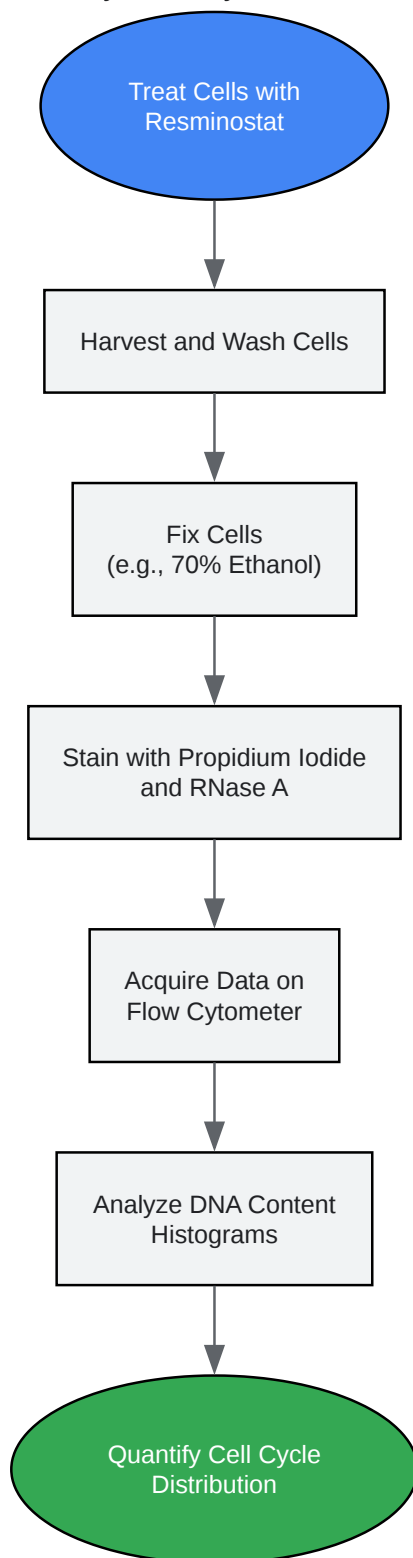 Treat Cells with
Resminostat
Harvest and Wash Cells
Fix Cells
(e.g., 70% Ethanol)
Stain with Propidium Iodide
and RNase A
Acquire Data on
Flow Cytometer
Analyze DNA Content
Histograms
Quantify Cell Cycle
Distribution